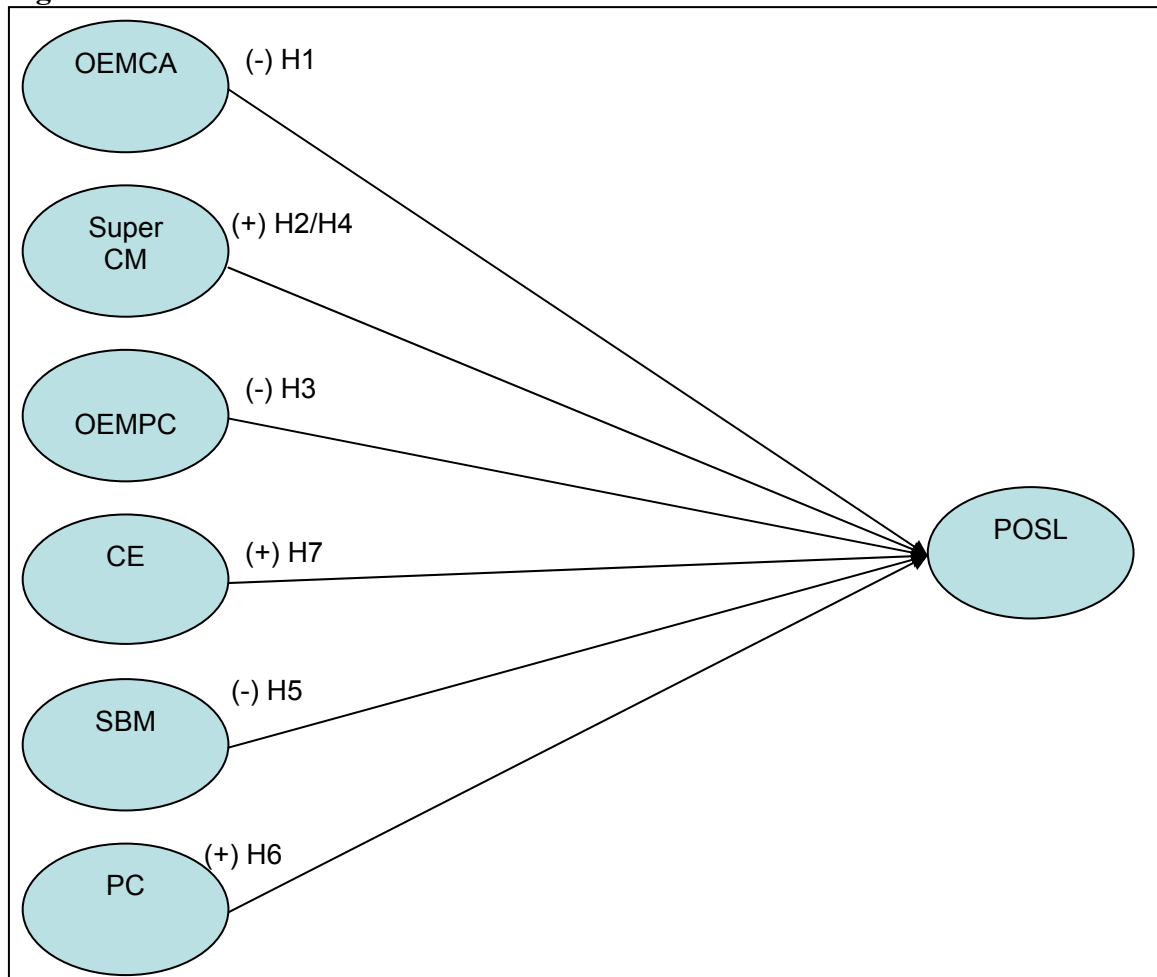 OEMCA
(-) H1
Super
CM
(+) H2/H4
OEMPC
(-) H3
CE
(+) H7
POSL
SBM
(-) H5
PC
(+) H6